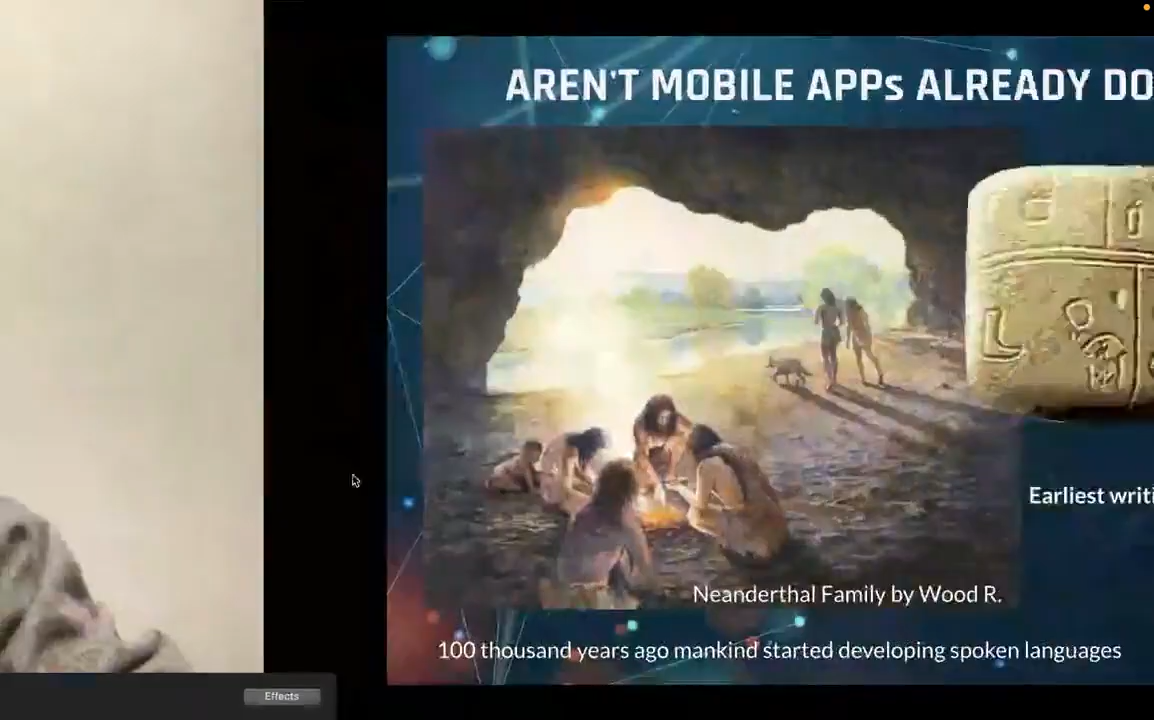 AREN'T MOBILE APPs ALREADY DO
Earliest writi
Neanderthal Family by Wood R.
100 thousand years ago mankind started developing spoken languages
Effects